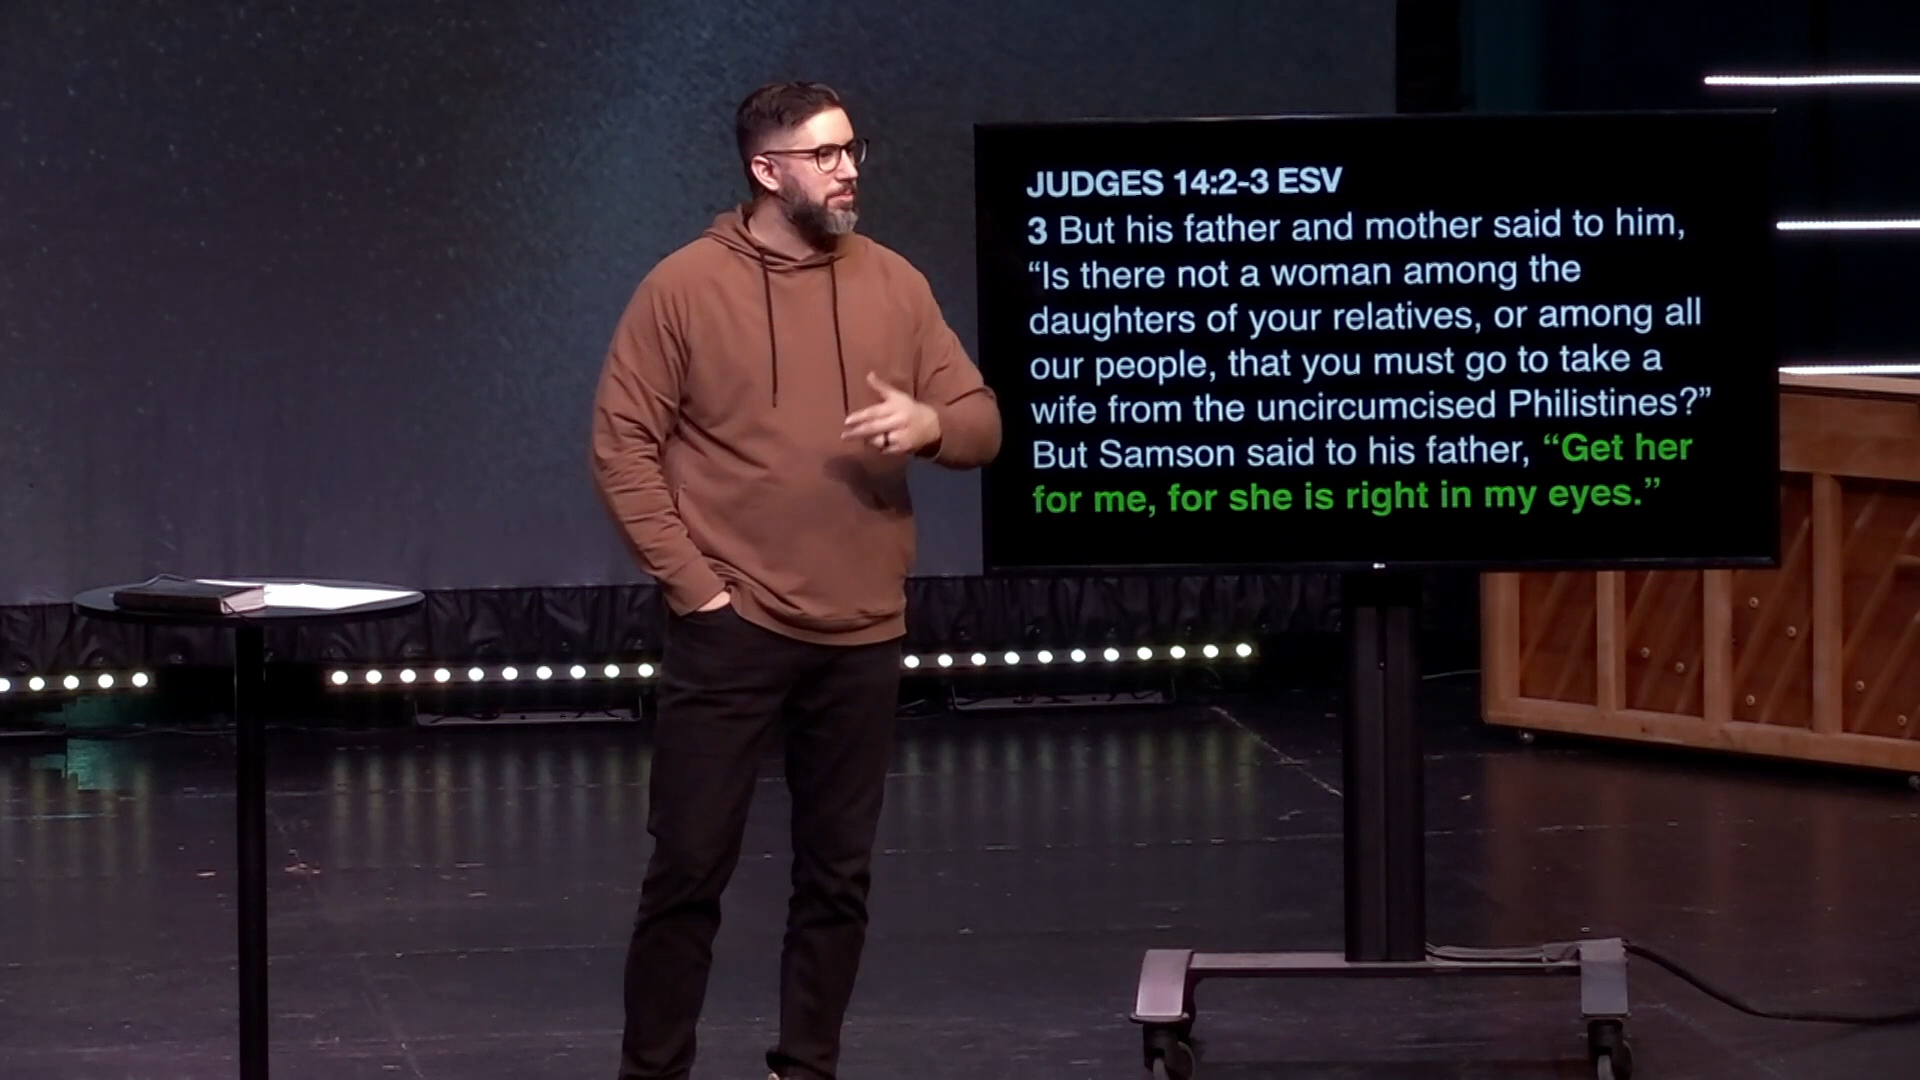 JUDGES 14:2-3 ESV
3 But his father and mother said to him,
“Is there not a woman among the
daughters of your relatives, or among all
our people, that you must go to take a
wife from the uncircumcised Philistines?”
But Samson said to his father, “Get her
for me, for she is right in my eyes.”